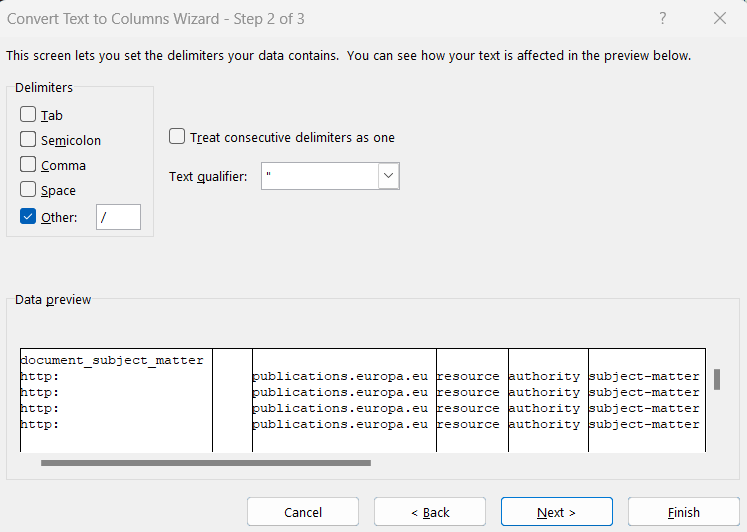 Convert Text to Columns Wizard - Step 2 of 3 ?
This screen lets you set the delimiters your data contains. You can see how your text is affected in the preview below.
Delimiters
Tab
Semicolon
Comma
Space
Other: /
Treat consecutive delimiters as one
Text qualifier: "
Data preview
document_subject_matter
http: publications.europa.eu resource authority subject-matter
http: publications.europa.eu resource authority subject-matter
http: publications.europa.eu resource authority subject-matter
http: publications.europa.eu resource authority subject-matter
Cancel < Back Next > Finish